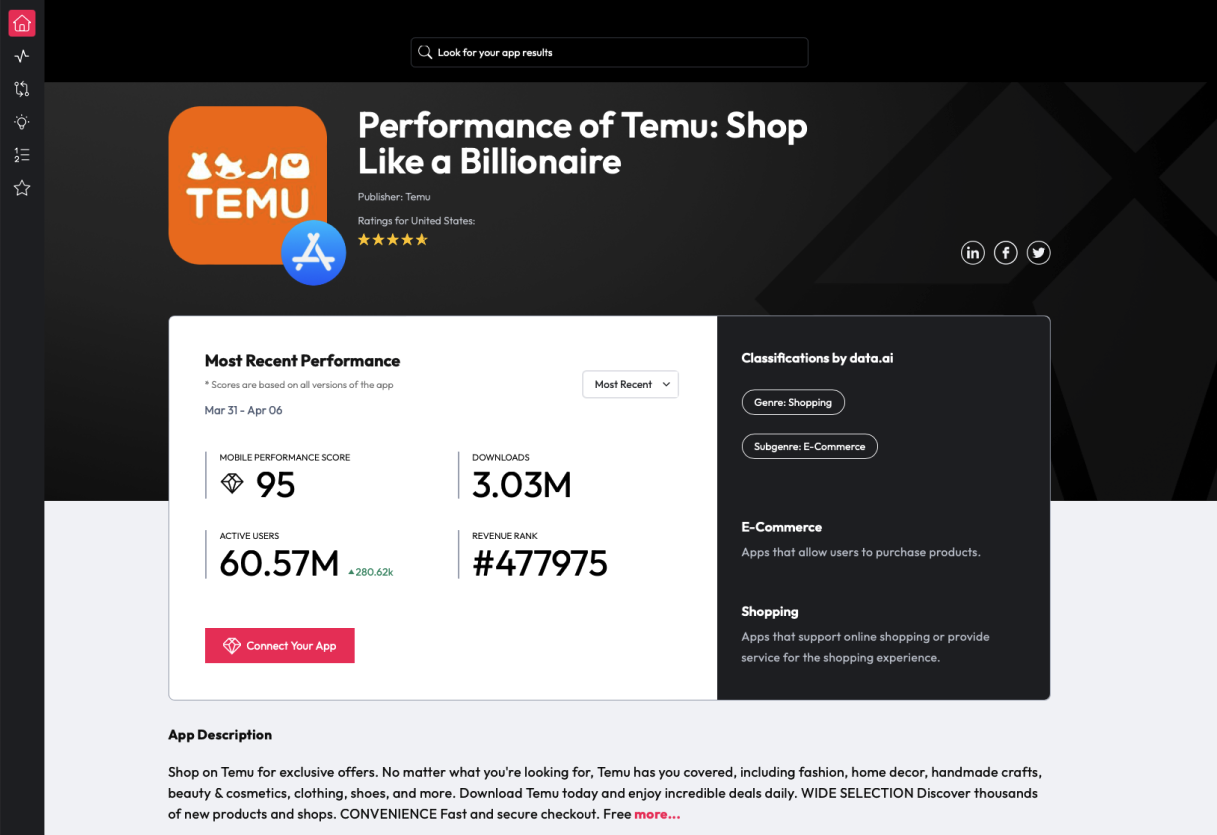 Look for your app results
TEMU
Performance of Temu: Shop
Like a Billionaire
Publisher: Temu
Ratings for United States:
in
f
Most Recent Performance
* Scores are based on all versions of the app
Mar 31 - Apr 06
Most Recent
MOBILE PERFORMANCE SCORE
95
DOWNLOADS
3.03M
ACTIVE USERS
60.57M 280.62k
REVENUE RANK
#477975
Connect Your App
Classifications by data.ai
Genre: Shopping
Subgenre: E-Commerce
E-Commerce
Apps that allow users to purchase products.
Shopping
Apps that support online shopping or provide
service for the shopping experience.
App Description
Shop on Temu for exclusive offers. No matter what you're looking for, Temu has you covered, including fashion, home decor, handmade crafts,
beauty & cosmetics, clothing, shoes, and more. Download Temu today and enjoy incredible deals daily. WIDE SELECTION Discover thousands
of new products and shops. CONVENIENCE Fast and secure checkout. Free more...